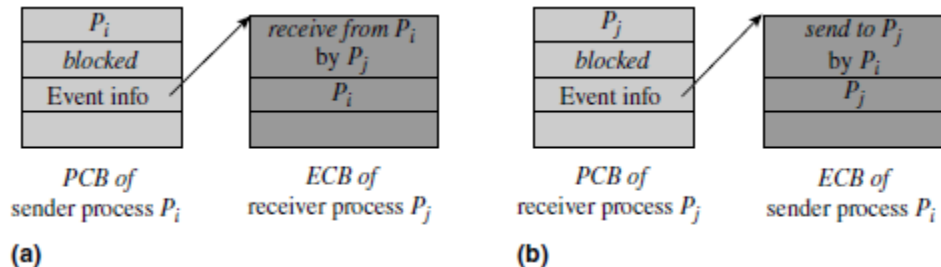 P_i
blocked
Event info
PCB of
sender process P_i
(a)
receive from P_i
by P_j
P_i
ECB of
receiver process P_j
P_j
blocked
Event info
PCB of
receiver process P_j
(b)
send to P_j
by P_i
P_j
ECB of
sender process P_i